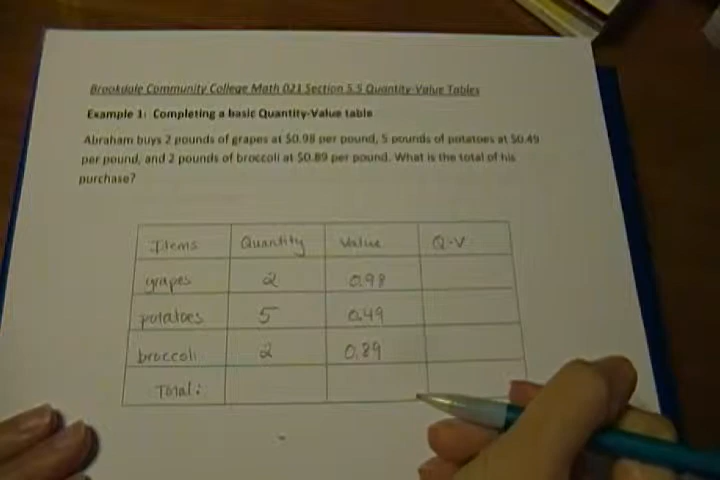 Brookdale Community College Math 021 Section 5.5 Quantity-Value Tables
Example 1: Completing a basic Quantity-Value table
Abraham buys 2 pounds of grapes at $0.98 per pound, 5 pounds of potatoes at $0.49
per pound, and 2 pounds of broccoli at $0.89 per pound. What is the total of his
purchase?
Items Quantity Value Q·V
grapes 2 0.98
potatoes 5 0.49
broccoli 2 0.89
Total: